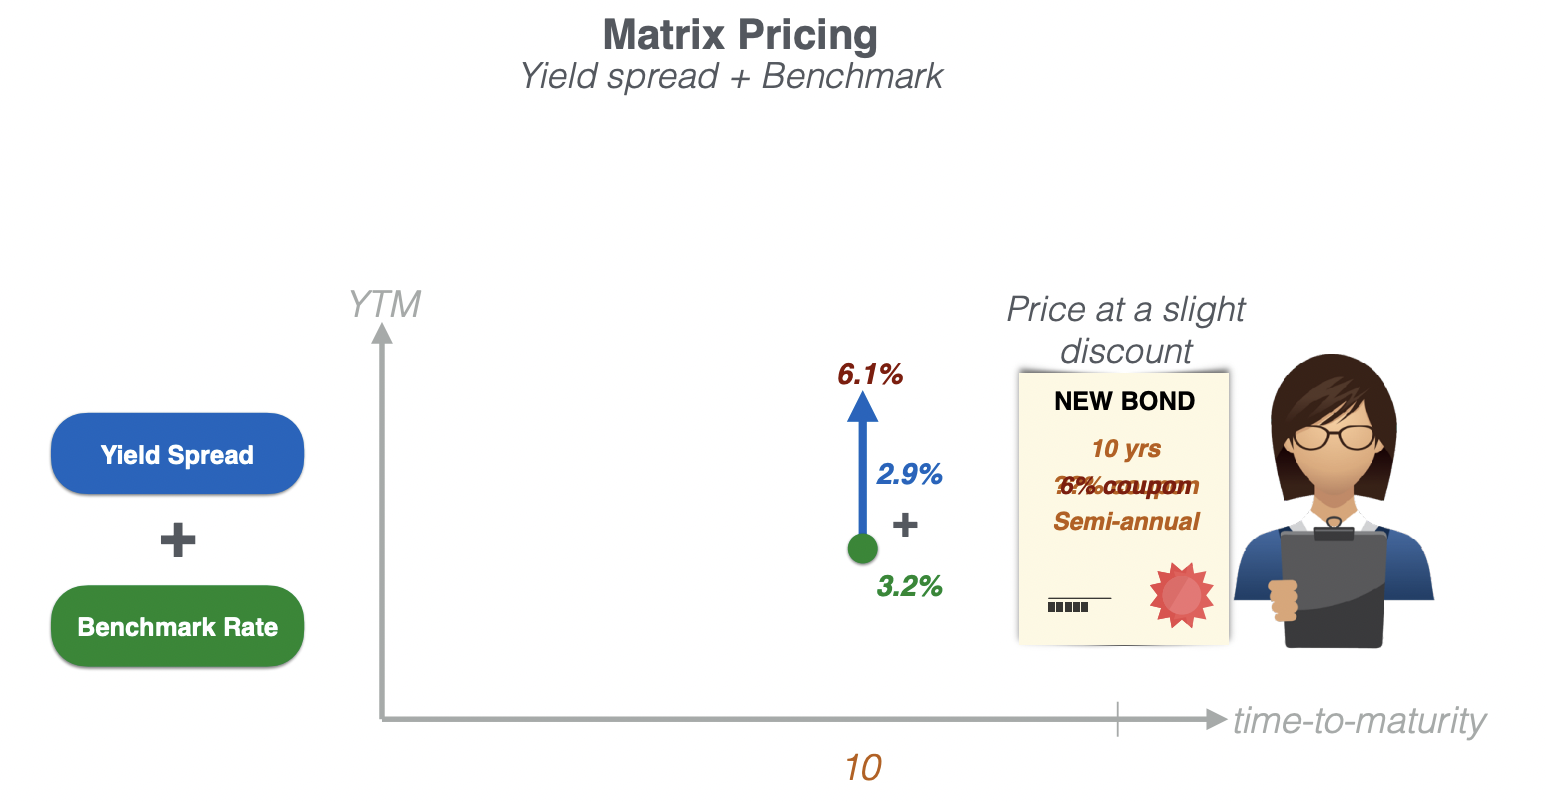 Matrix Pricing
Yield spread + Benchmark
YTM
Price at a slight
discount
6.1%
NEW BOND
10 yrs
Yield Spread
2.9%
6% coupon
+
Semi-annual
+
3.2%
Benchmark Rate
time-to-maturity
10